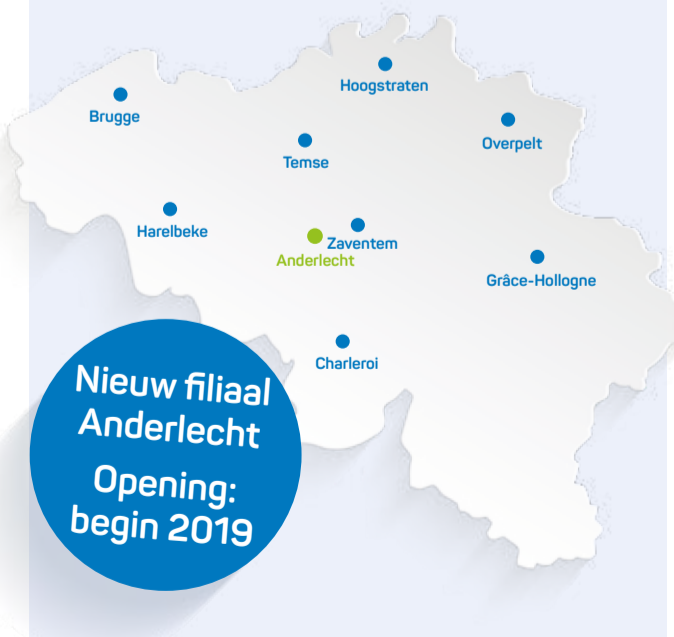 Hoogstraten
Brugge
Overpelt
Temse
Harelbeke
Zaventem
Anderlecht
Grâce-Hollogne
Charleroi
Nieuw filiaal
Anderlecht
Opening:
begin 2019